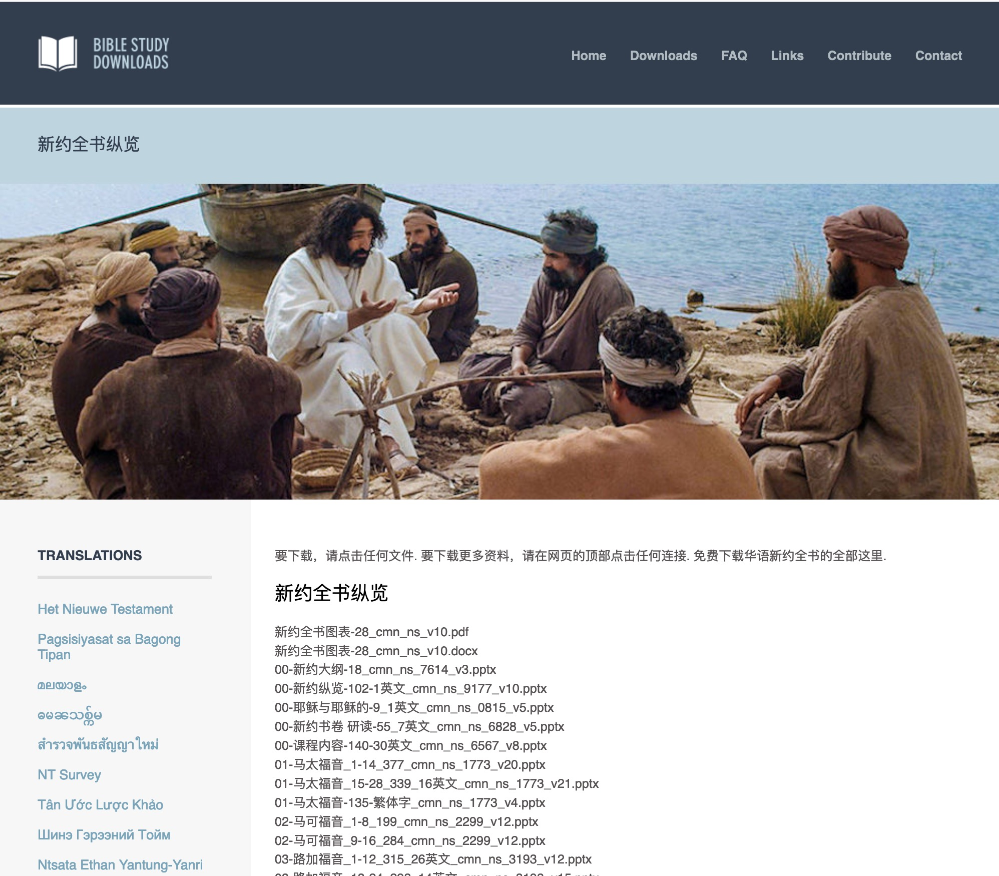 BIBLE STUDY
DOWNLOADS
Home Downloads FAQ Links Contribute Contact
新约全书纵览
TRANSLATIONS
Het Nieuwe Testament
Pagsisiyasat sa Bagong
Tipan
മലയാളം
สำรวจพันธสัญญาใหม่
NT Survey
Tân Ước Lược Khảo
Шинэ Гэрээний Тойм
Ntsata Ethan Yantung-Yanri
要下载，请点击任何文件. 要下载更多资料，请在网页的顶部点击任何连接. 免费下载华语新约全书的全部这里.
新约全书纵览
新约全书图表-28_cmn_ns_v10.pdf
新约全书图表-28_cmn_ns_v10.docx
00-新约大纲-18_cmn_ns_7614_v3.pptx
00-新约纵览-102-1英文_cmn_ns_9177_v10.pptx
00-耶稣与耶稣的-9_1英文_cmn_ns_0815_v5.pptx
00-新约书卷 研读-55_7英文_cmn_ns_6828_v5.pptx
00-课程内容-140-30英文_cmn_ns_6567_v8.pptx
01-马太福音_1-14_377_cmn_ns_1773_v20.pptx
01-马太福音_15-28_339_16英文_cmn_ns_1773_v21.pptx
01-马太福音-135-繁体字_cmn_ns_1773_v4.pptx
02-马可福音_1-8_199_cmn_ns_2299_v12.pptx
02-马可福音_9-16_284_cmn_ns_2299_v12.pptx
03-路加福音_1-12_315_26英文_cmn_ns_3193_v12.pptx